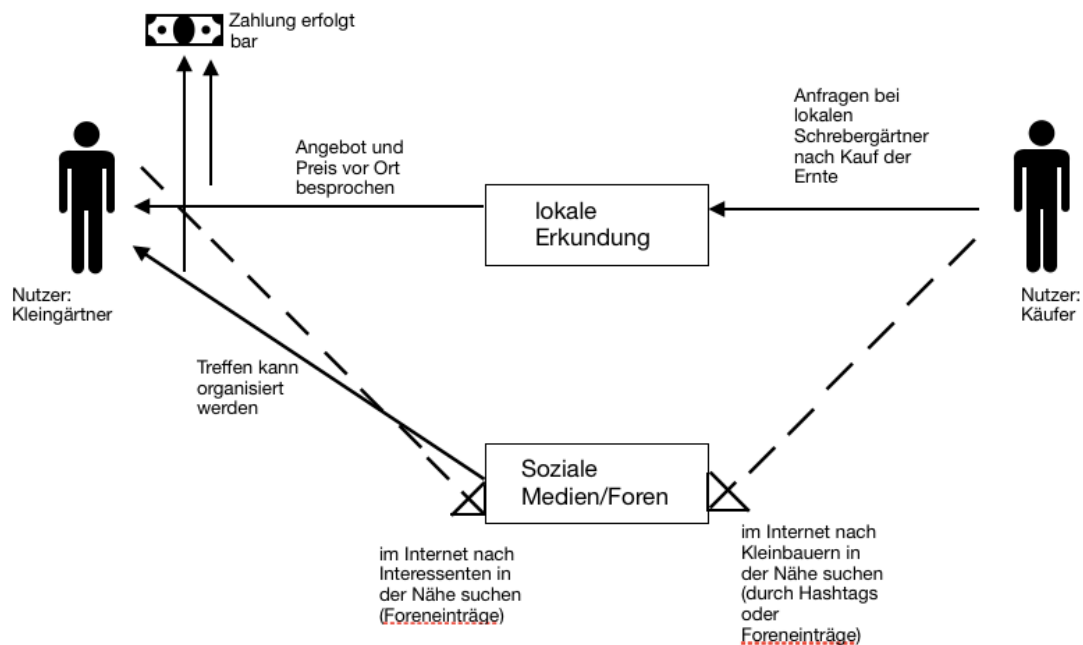 Zahlung erfolgt
bar
Anfragen bei
lokalen
Schrebergärtner
nach Kauf der
Ernte
Angebot und
Preis vor Ort
besprochen
lokale
Erkundung
Nutzer:
Kleingärtner
Nutzer:
Käufer
Treffen kann
organisiert
werden
Soziale
Medien/Foren
im Internet nach
Interessenten in
der Nähe suchen
(Foreneinträge)
im Internet nach
Kleinbauern in
der Nähe suchen
(durch Hashtags
oder
Foreneinträge)